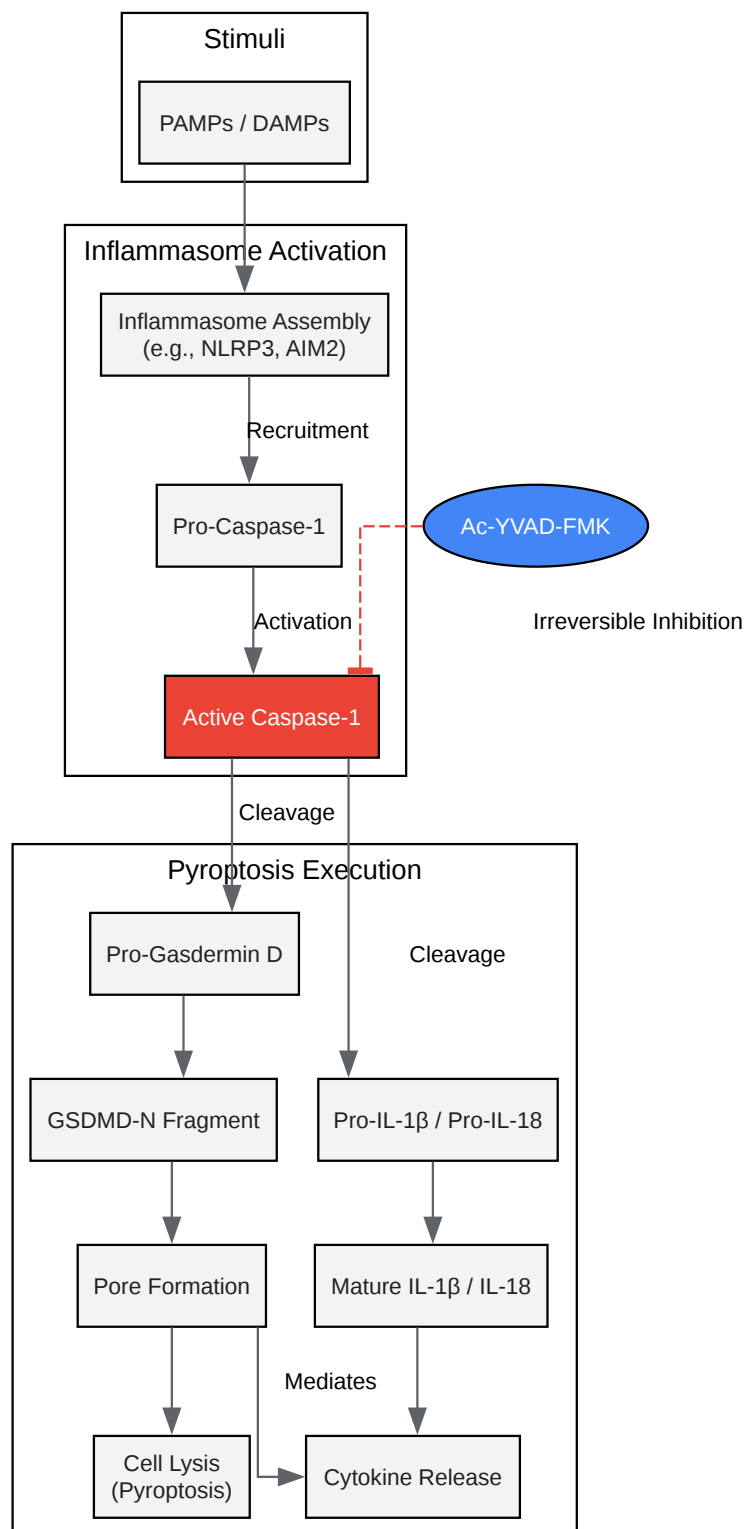 Stimuli
PAMPs / DAMPs
Inflammasome Activation
Inflammasome Assembly
(e.g., NLRP3, AIM2)
Recruitment
Pro-Caspase-1
Ac-YVAD-FMK
Activation
Irreversible Inhibition
Active Caspase-1
Cleavage
Pyroptosis Execution
Pro-Gasdermin D
Cleavage
GSDMD-N Fragment
Pro-IL-1β / Pro-IL-18
Pore Formation
Mature IL-1β / IL-18
Mediates
Cell Lysis
(Pyroptosis)
Cytokine Release